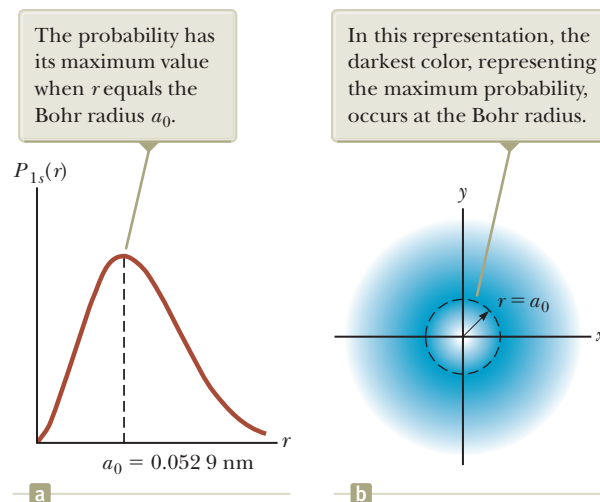 The probability has
its maximum value
when r equals the
Bohr radius a₀.
P₁ₛ(r)
r
a₀ = 0.052 9 nm
a
In this representation, the
darkest color, representing
the maximum probability,
occurs at the Bohr radius.
y
r = a₀
x
b